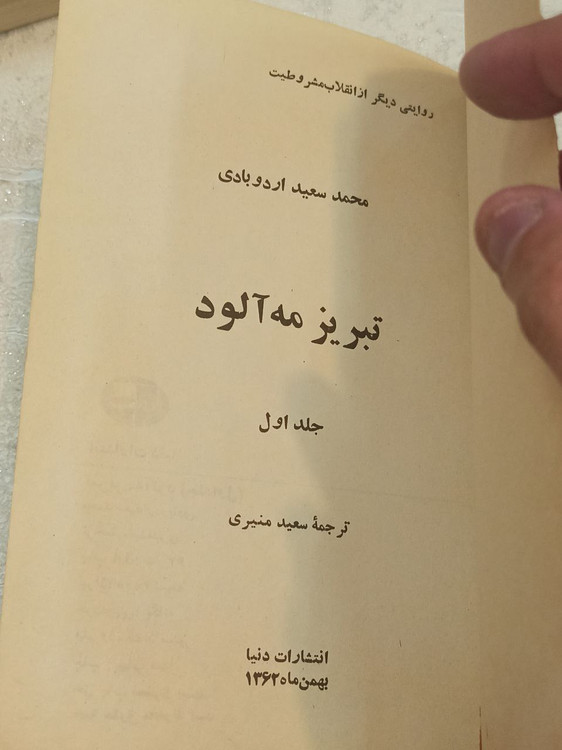 روایتی دیگر از انقلاب مشروطیت
محمد سعید اردوبادی
تبریز مه‌آلود
جلد اول
ترجمهٔ سعید منیری
انتشارات دنیا
بهمن‌ماه ۱۳۶۲